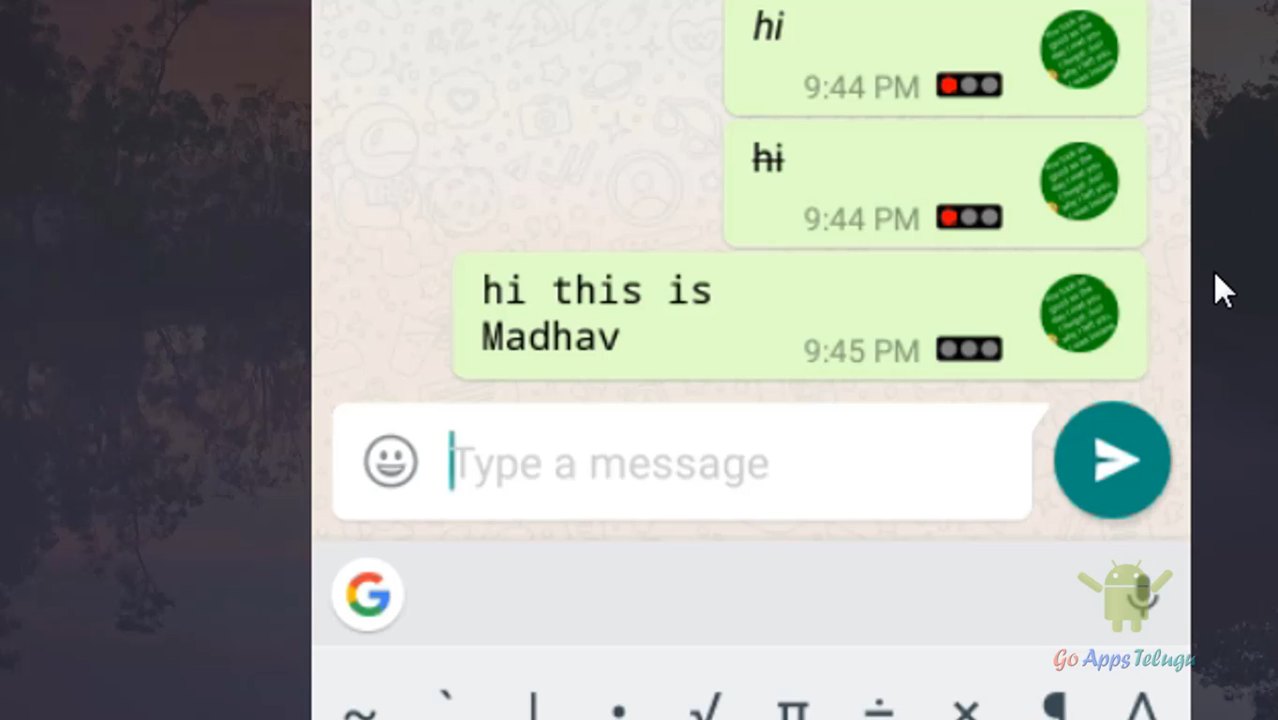 hi
9:44 PM
hi
9:44 PM
hi this is
Madhav
9:45 PM
Type a message
G
Go Apps Telugu
~ ` | • √ π ÷ × ¶ Δ